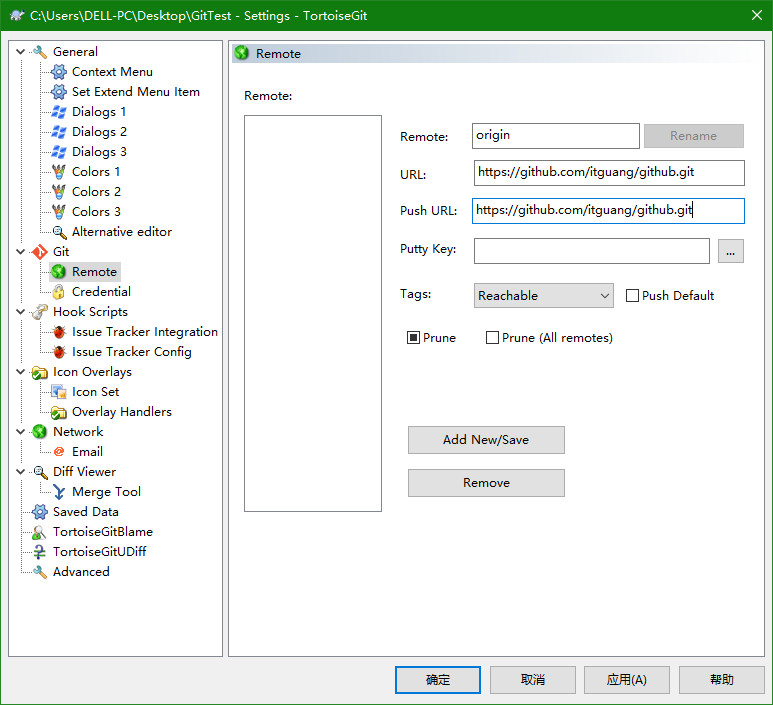 C:\Users\DELL-PC\Desktop\GitTest - Settings - TortoiseGit
General
Context Menu
Set Extend Menu Item
Dialogs 1
Dialogs 2
Dialogs 3
Colors 1
Colors 2
Colors 3
Alternative editor
Git
Remote
Credential
Hook Scripts
Issue Tracker Integration
Issue Tracker Config
Icon Overlays
Icon Set
Overlay Handlers
Network
Email
Diff Viewer
Merge Tool
Saved Data
TortoiseGitBlame
TortoiseGitUDiff
Advanced
Remote
Remote:
Remote: origin Rename
URL: https://github.com/itguang/github.git
Push URL: https://github.com/itguang/github.git
Putty Key: ...
Tags: Reachable Push Default
Prune Prune (All remotes)
Add New/Save
Remove
确定 取消 应用(A) 帮助